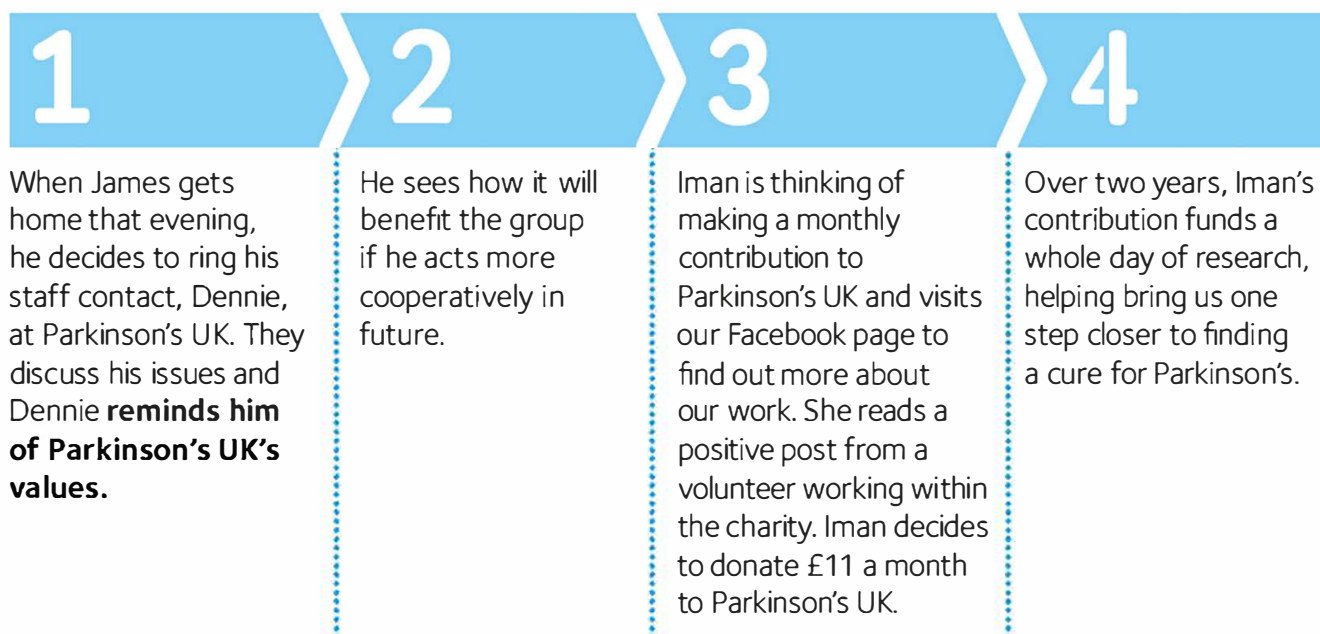 1
When James gets
home that evening,
he decides to ring his
staff contact, Dennie,
at Parkinson's UK. They
discuss his issues and
Dennie reminds him
of Parkinson's UK's
values.
2
He sees how it will
benefit the group
if he acts more
cooperatively in
future.
3
Iman is thinking of
making a monthly
contribution to
Parkinson's UK and visits
our Facebook page to
find out more about
our work. She reads a
positive post from a
volunteer working within
the charity. Iman decides
to donate £11 a month
to Parkinson's UK.
4
Over two years, Iman's
contribution funds a
whole day of research,
helping bring us one
step closer to finding
a cure for Parkinson's.